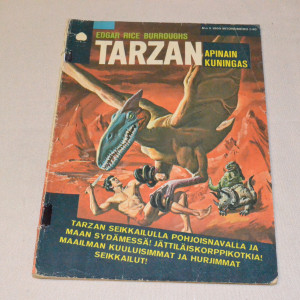 EDGAR RICE BURROUGHS
TARZAN
APINAIN
KUNINGAS
TARZAN SEIKKAILULLA POHJOISNAVALLA JA
MAAN SYDÄMESSÄ! JÄTTILÄISKORPPIKOTKIA!
MAAILMAN KUULUISIMMAT JA HURJIMMAT
SEIKKAILUT!